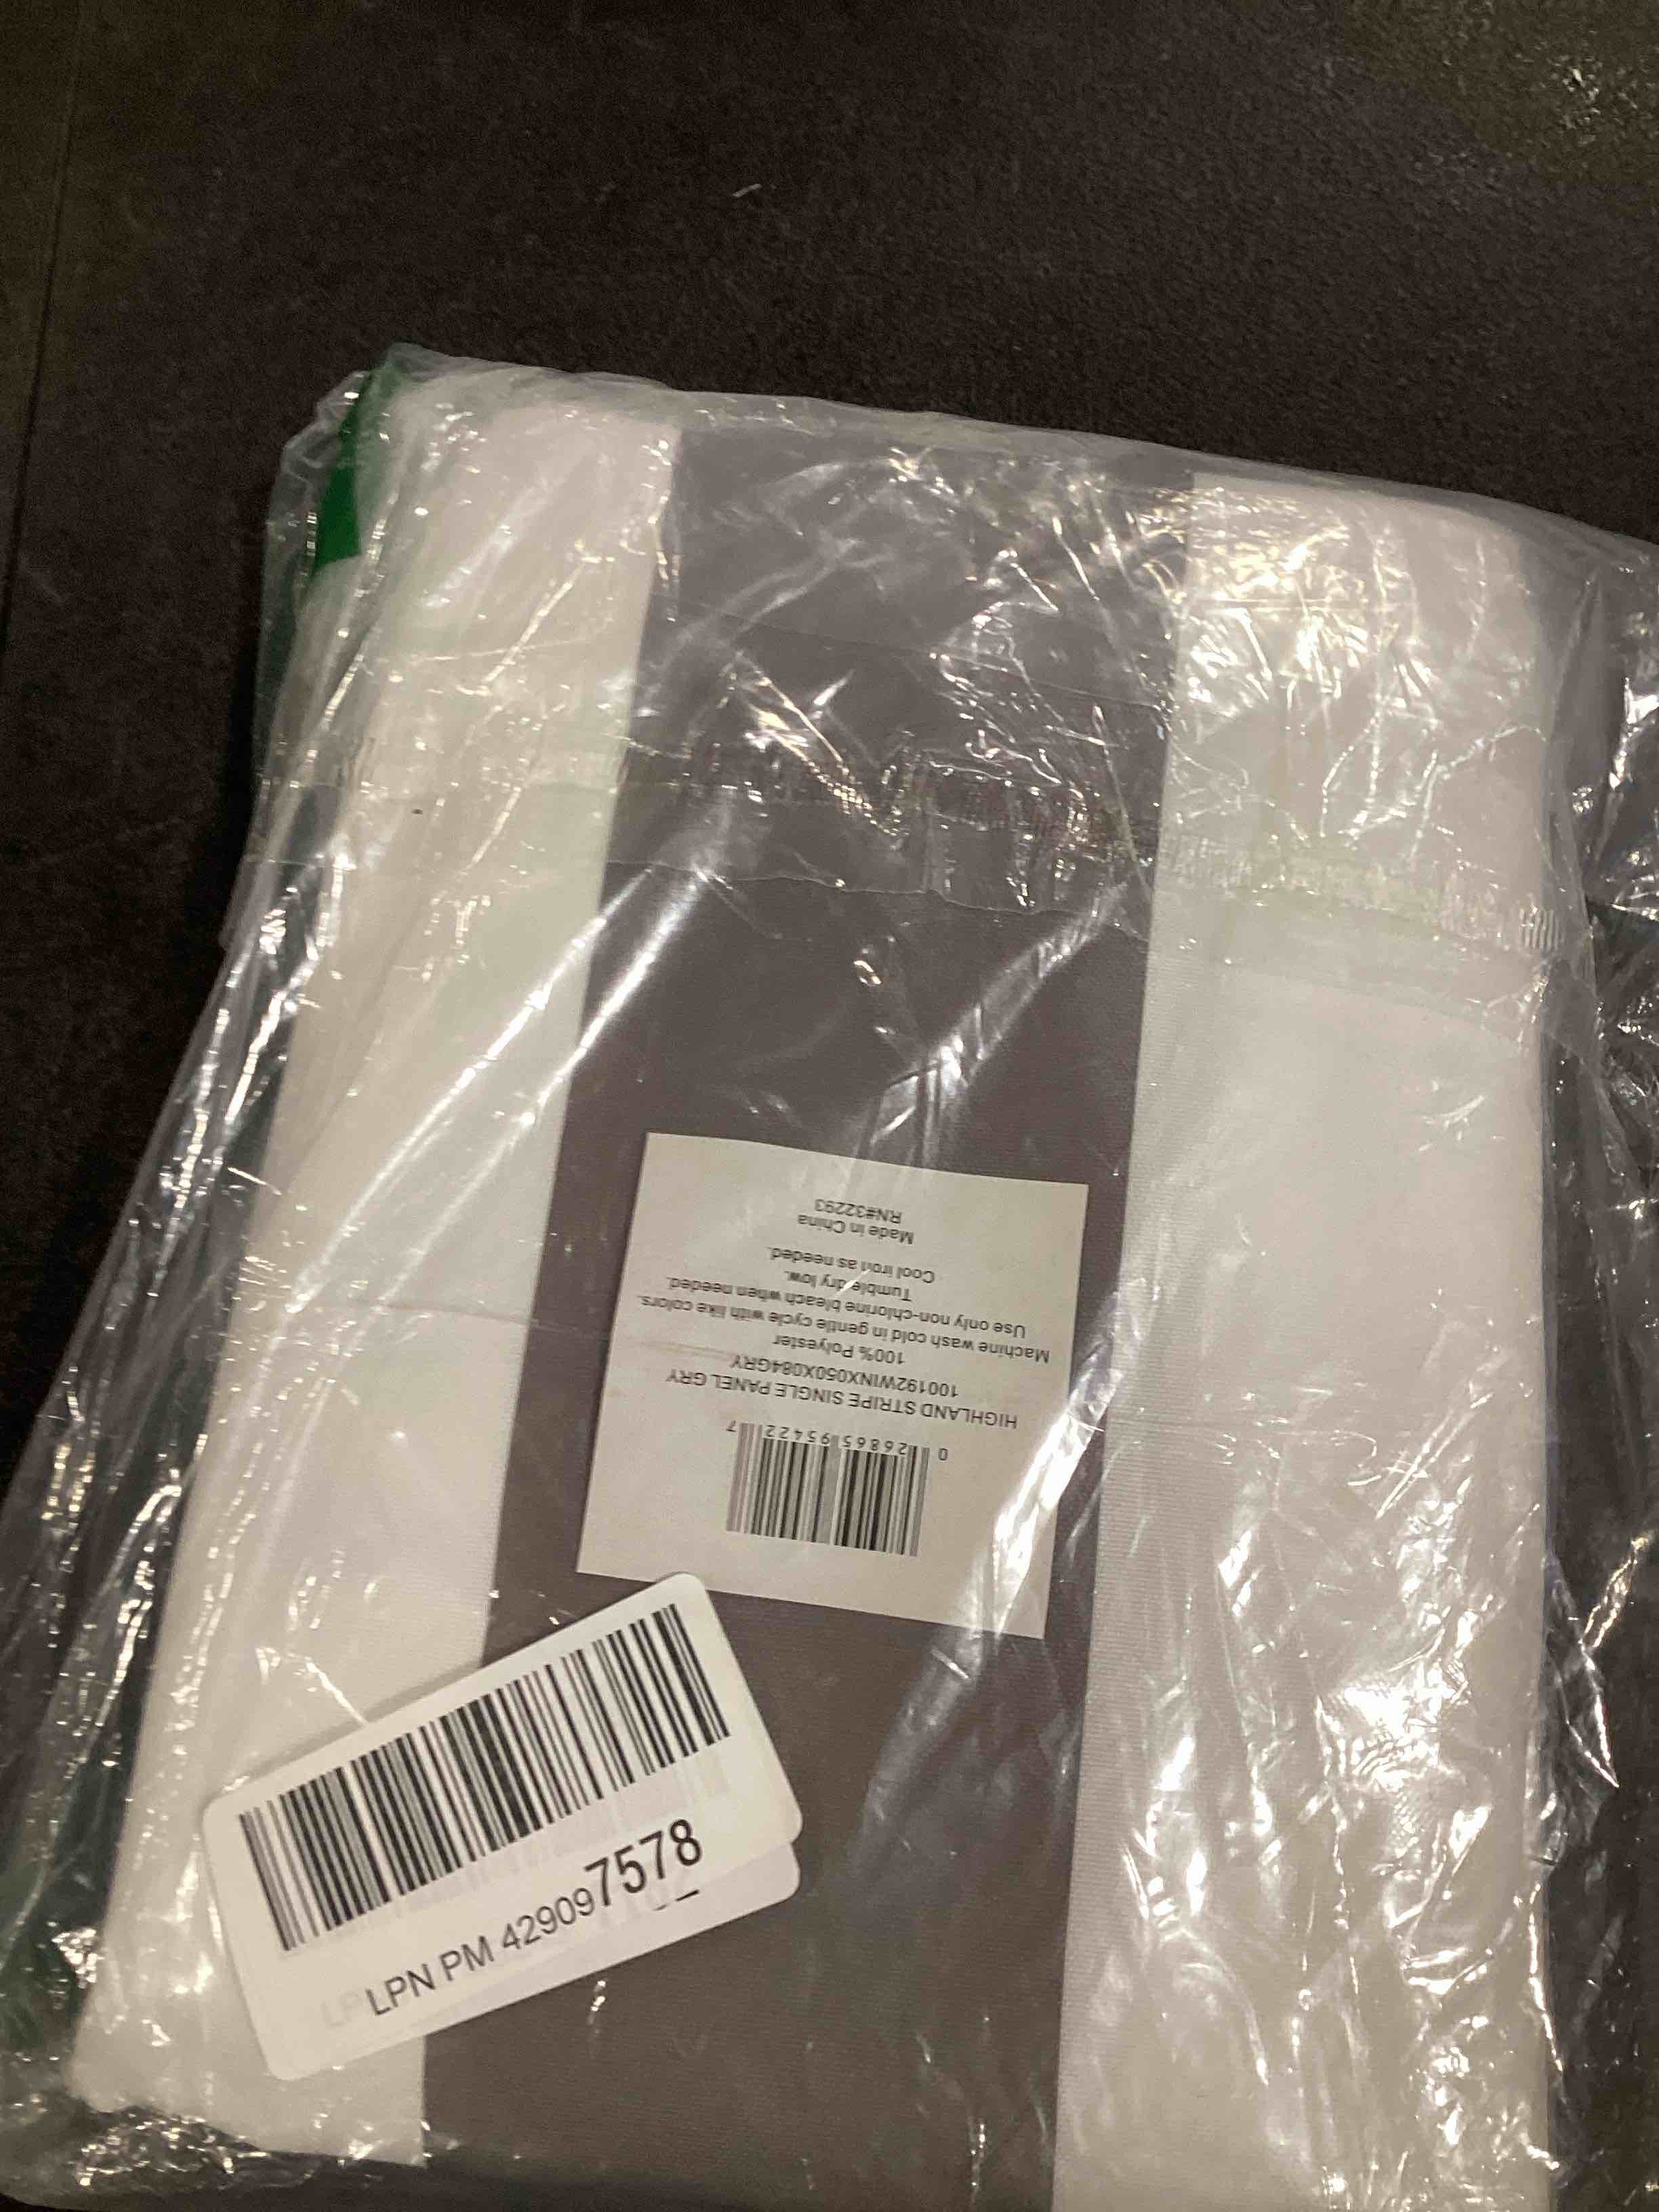 0 26865 95422 7
HIGHLAND STRIPE SINGLE PANEL GRY
100192WINX050X084GRY
100% Polyester
Machine wash cold in gentle cycle with like colors.
Use only non-chlorine bleach when needed.
Tumble dry low.
Cool iron as needed.
Made in China
RN#32293
LPN PM 429097578